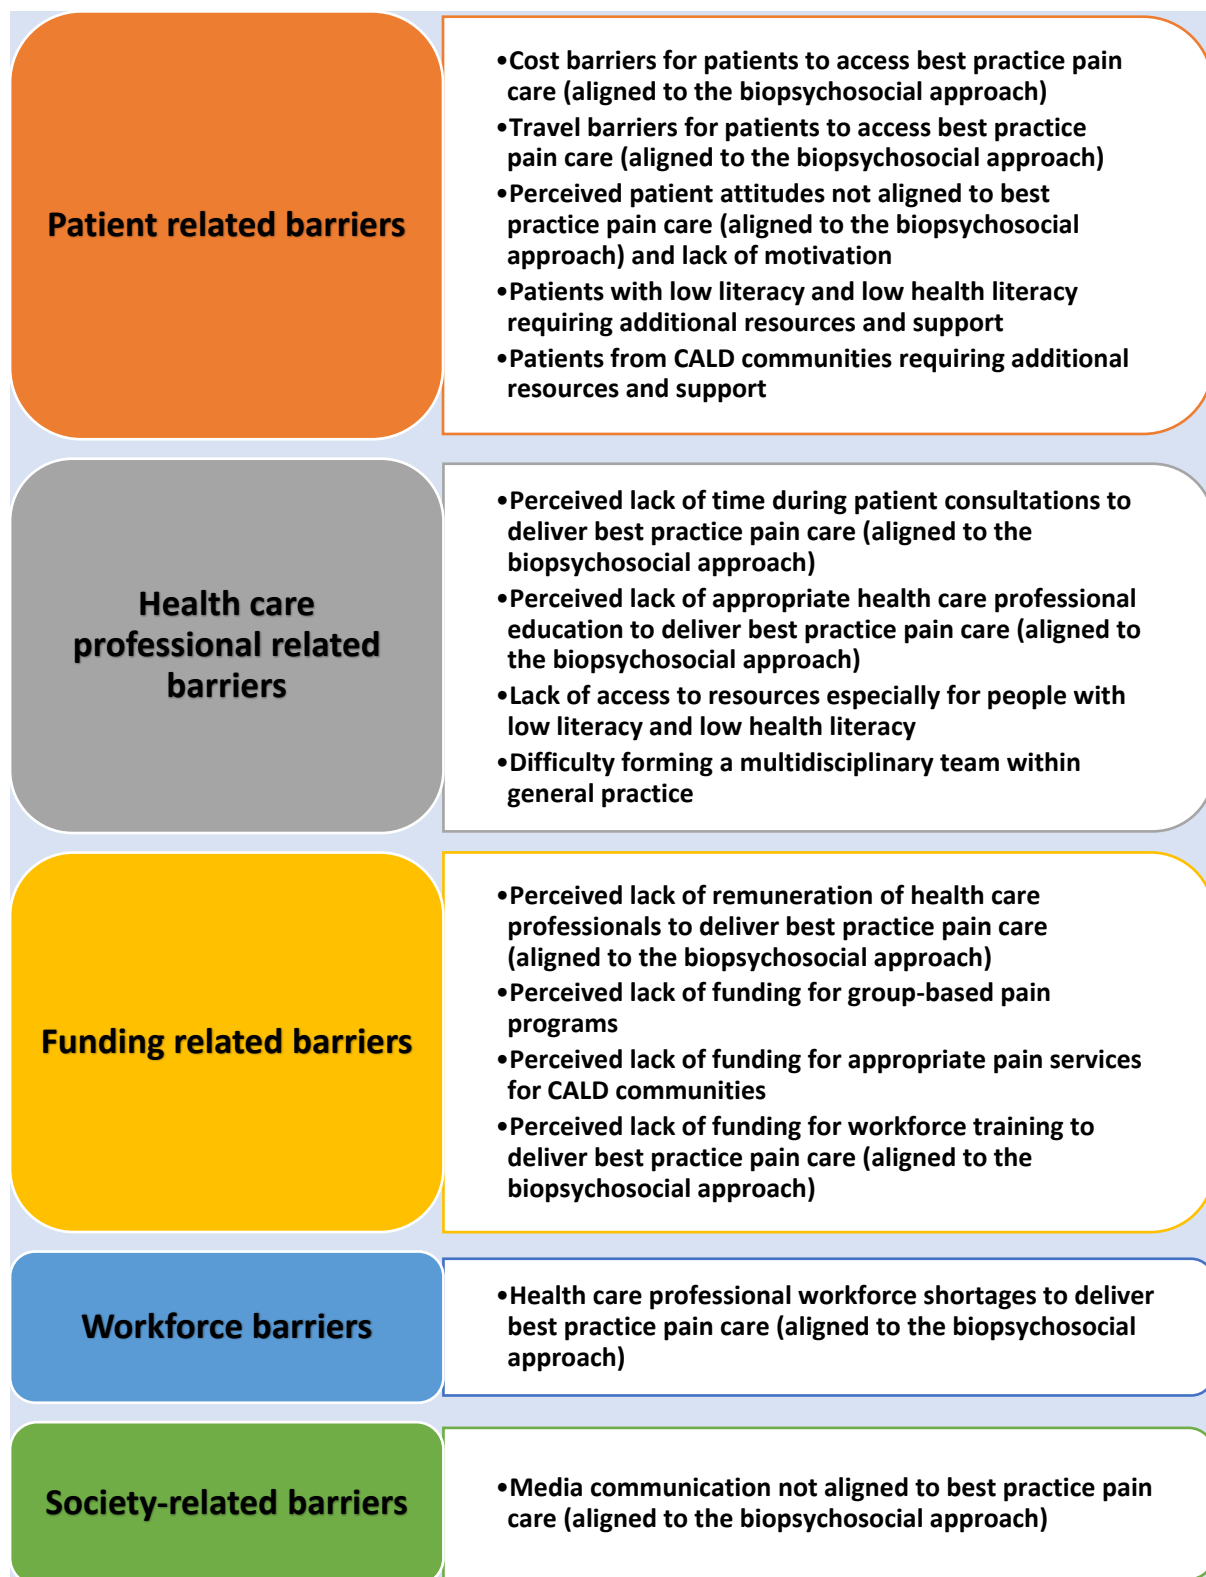 Patient related barriers
•Cost barriers for patients to access best practice pain
care (aligned to the biopsychosocial approach)
•Travel barriers for patients to access best practice
pain care (aligned to the biopsychosocial approach)
•Perceived patient attitudes not aligned to best
practice pain care (aligned to the biopsychosocial
approach) and lack of motivation
•Patients with low literacy and low health literacy
requiring additional resources and support
•Patients from CALD communities requiring additional
resources and support
Health care
professional related
barriers
•Perceived lack of time during patient consultations to
deliver best practice pain care (aligned to the
biopsychosocial approach)
•Perceived lack of appropriate health care professional
education to deliver best practice pain care (aligned to
the biopsychosocial approach)
•Lack of access to resources especially for people with
low literacy and low health literacy
•Difficulty forming a multidisciplinary team within
general practice
Funding related barriers
•Perceived lack of remuneration of health care
professionals to deliver best practice pain care
(aligned to the biopsychosocial approach)
•Perceived lack of funding for group-based pain
programs
•Perceived lack of funding for appropriate pain services
for CALD communities
•Perceived lack of funding for workforce training to
deliver best practice pain care (aligned to the
biopsychosocial approach)
Workforce barriers
•Health care professional workforce shortages to deliver
best practice pain care (aligned to the biopsychosocial
approach)
Society-related barriers
•Media communication not aligned to best practice pain
care (aligned to the biopsychosocial approach)